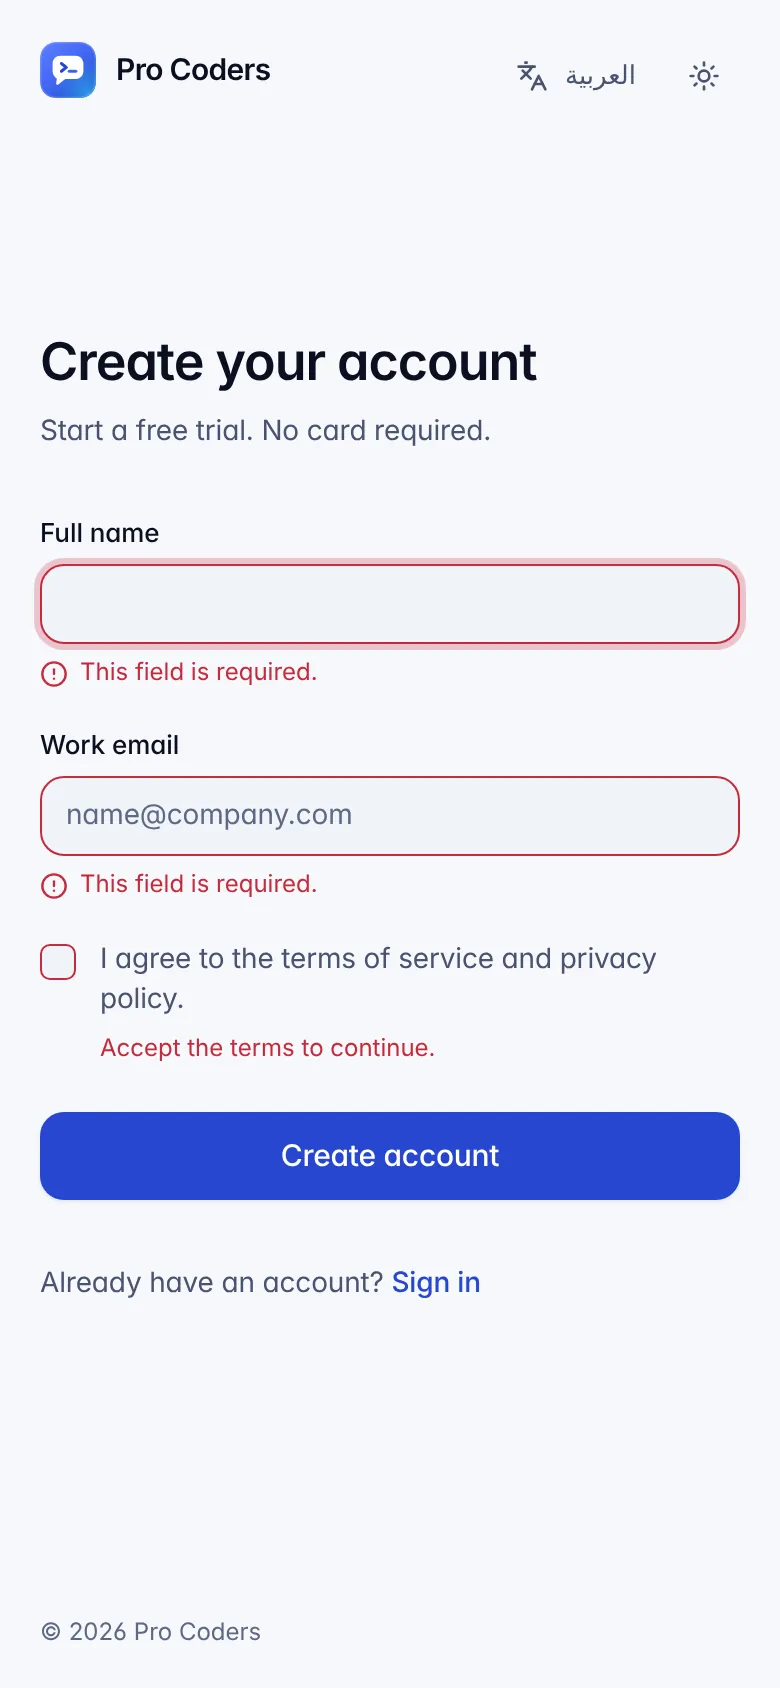 Pro Coders
العربية
Create your account
Start a free trial. No card required.
Full name
This field is required.
Work email
name@company.com
This field is required.
I agree to the terms of service and privacy
policy.
Accept the terms to continue.
Create account
Already have an account? Sign in
© 2026 Pro Coders